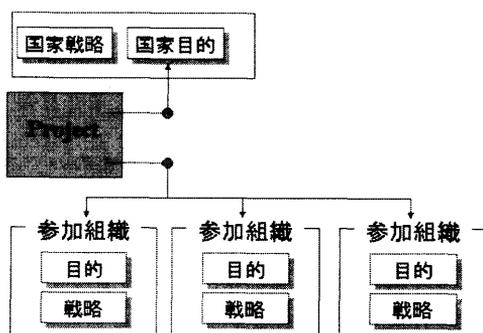 国家戦略 国家目的
Project
参加組織 参加組織 参加組織
目的 目的 目的
戦略 戦略 戦略